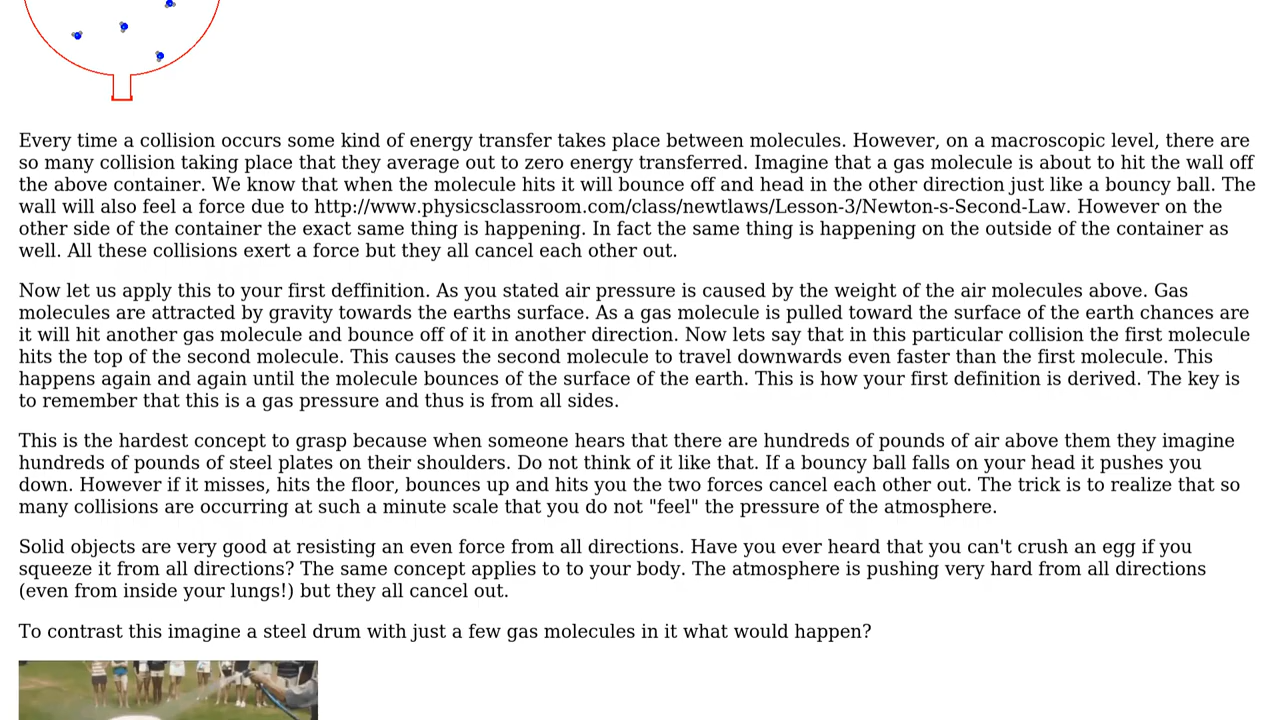 Every time a collision occurs some kind of energy transfer takes place between molecules. However, on a macroscopic level, there are
so many collision taking place that they average out to zero energy transferred. Imagine that a gas molecule is about to hit the wall off
the above container. We know that when the molecule hits it will bounce off and head in the other direction just like a bouncy ball. The
wall will also feel a force due to http://www.physicsclassroom.com/class/newtlaws/Lesson-3/Newton-s-Second-Law. However on the
other side of the container the exact same thing is happening. In fact the same thing is happening on the outside of the container as
well. All these collisions exert a force but they all cancel each other out.
Now let us apply this to your first deffinition. As you stated air pressure is caused by the weight of the air molecules above. Gas
molecules are attracted by gravity towards the earths surface. As a gas molecule is pulled toward the surface of the earth chances are
it will hit another gas molecule and bounce off of it in another direction. Now lets say that in this particular collision the first molecule
hits the top of the second molecule. This causes the second molecule to travel downwards even faster than the first molecule. This
happens again and again until the molecule bounces of the surface of the earth. This is how your first definition is derived. The key is
to remember that this is a gas pressure and thus is from all sides.
This is the hardest concept to grasp because when someone hears that there are hundreds of pounds of air above them they imagine
hundreds of pounds of steel plates on their shoulders. Do not think of it like that. If a bouncy ball falls on your head it pushes you
down. However if it misses, hits the floor, bounces up and hits you the two forces cancel each other out. The trick is to realize that so
many collisions are occurring at such a minute scale that you do not "feel" the pressure of the atmosphere.
Solid objects are very good at resisting an even force from all directions. Have you ever heard that you can't crush an egg if you
squeeze it from all directions? The same concept applies to to your body. The atmosphere is pushing very hard from all directions
(even from inside your lungs!) but they all cancel out.
To contrast this imagine a steel drum with just a few gas molecules in it what would happen?